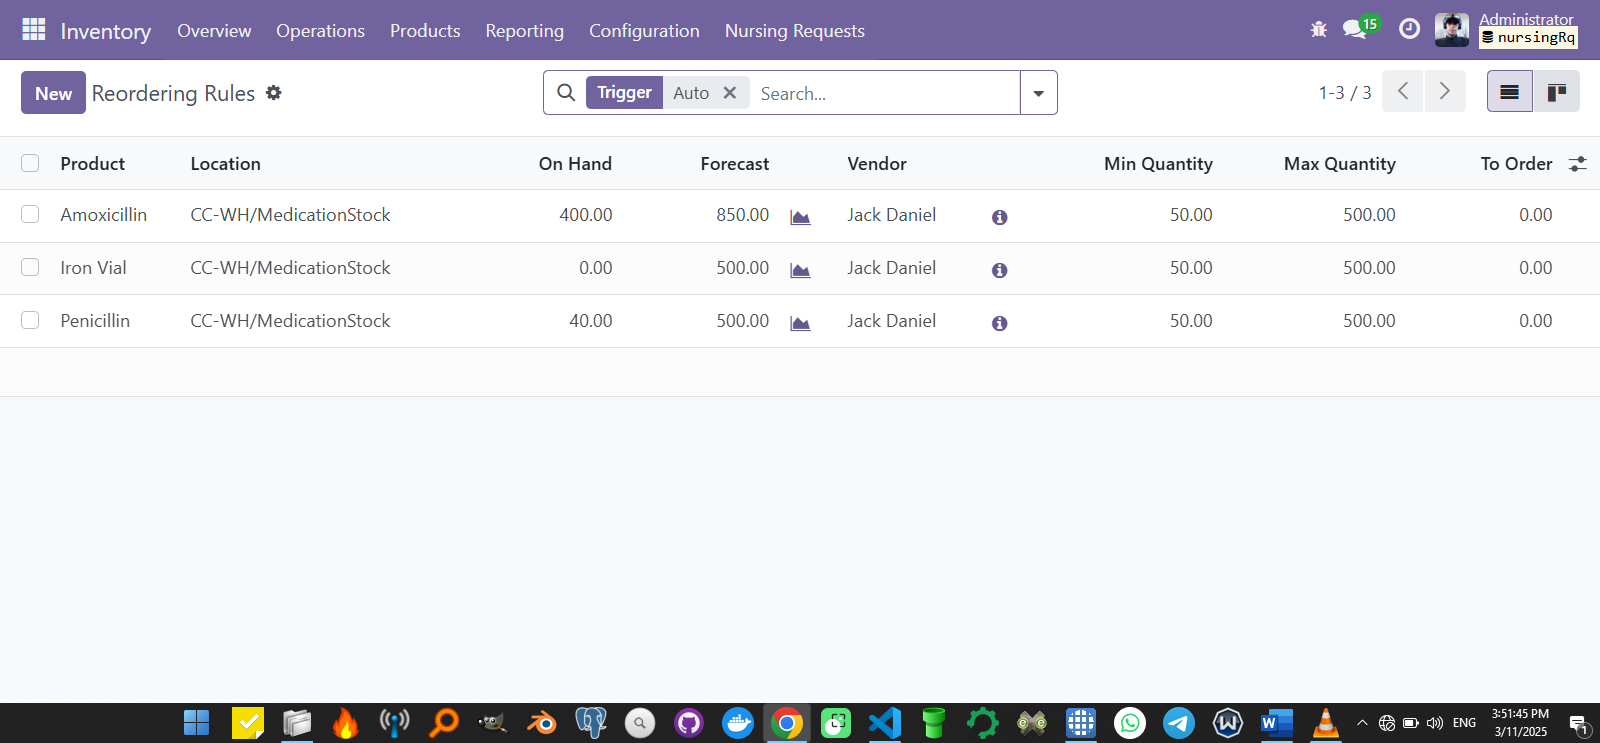 Inventory Overview Operations Products Reporting Configuration Nursing Requests 15 Administrator
nursingRq
New Reordering Rules Trigger Auto Search... 1-3 / 3
Product Location On Hand Forecast Vendor Min Quantity Max Quantity To Order
Amoxicillin CC-WH/MedicationStock 400.00 850.00 Jack Daniel 50.00 500.00 0.00
Iron Vial CC-WH/MedicationStock 0.00 500.00 Jack Daniel 50.00 500.00 0.00
Penicillin CC-WH/MedicationStock 40.00 500.00 Jack Daniel 50.00 500.00 0.00
ENG 3:51:45 PM
3/11/2025 1